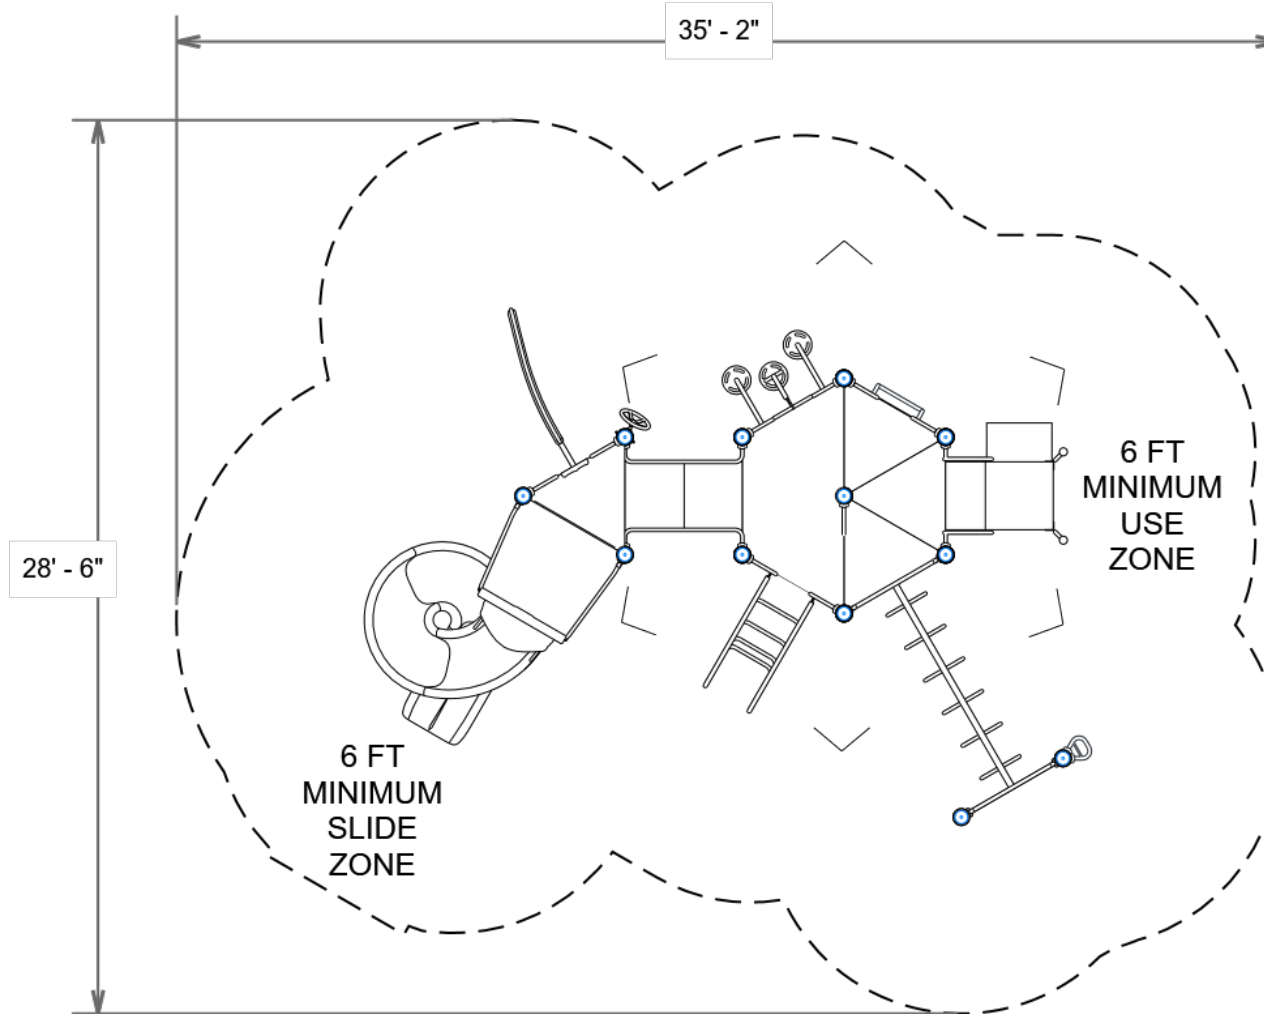 35' - 2"
6 FT
MINIMUM
USE
ZONE
28' - 6"
6 FT
MINIMUM
SLIDE
ZONE